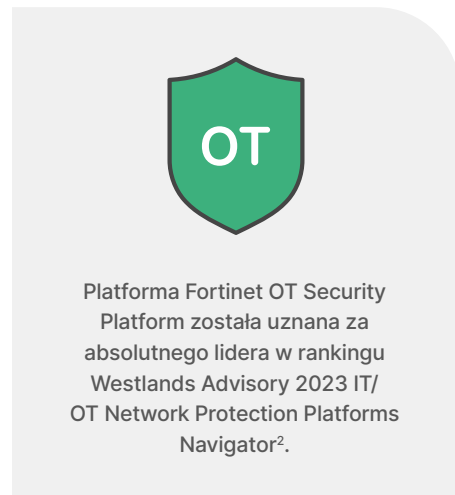 OT
Platforma Fortinet OT Security
Platform została uznana za
absolutnego lidera w rankingu
Westlands Advisory 2023 IT/
OT Network Protection Platforms
Navigator².